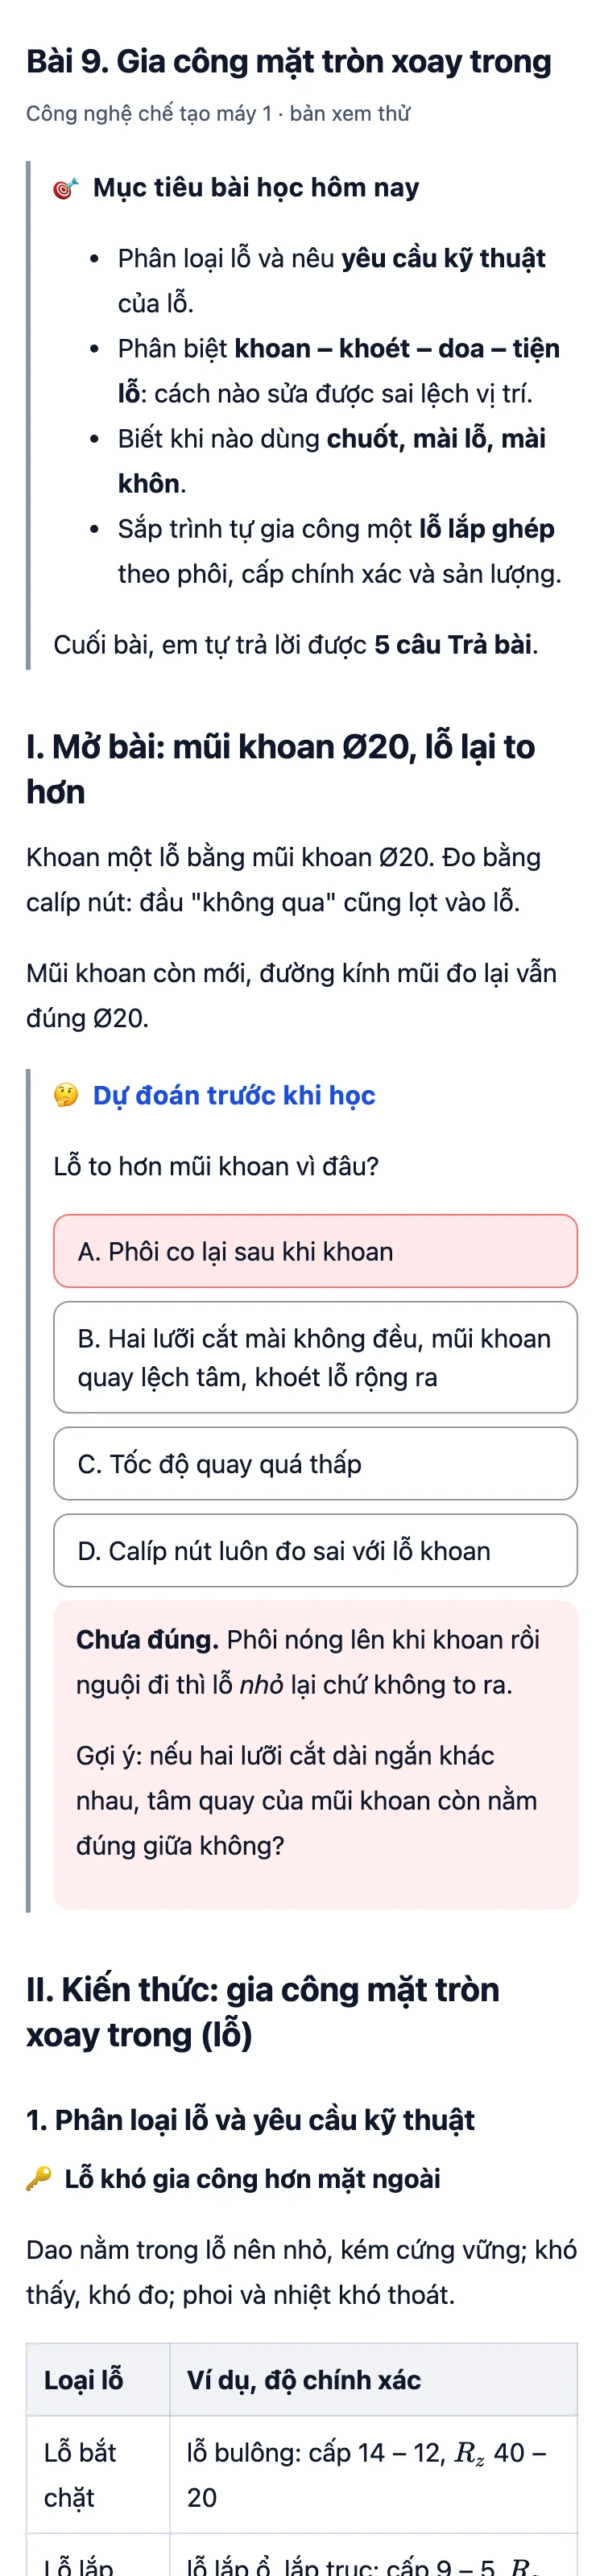 Bài 9. Gia công mặt tròn xoay trong
Công nghệ chế tạo máy 1 · bản xem thử
🎯 Mục tiêu bài học hôm nay
• Phân loại lỗ và nêu yêu cầu kỹ thuật
của lỗ.
• Phân biệt khoan – khoét – doa – tiện
lỗ: cách nào sửa được sai lệch vị trí.
• Biết khi nào dùng chuốt, mài lỗ, mài
khôn.
• Sắp trình tự gia công một lỗ lắp ghép
theo phôi, cấp chính xác và sản lượng.
Cuối bài, em tự trả lời được 5 câu Trả bài.
I. Mở bài: mũi khoan Ø20, lỗ lại to
hơn
Khoan một lỗ bằng mũi khoan Ø20. Đo bằng
calíp nút: đầu "không qua" cũng lọt vào lỗ.
Mũi khoan còn mới, đường kính mũi đo lại vẫn
đúng Ø20.
🤔 Dự đoán trước khi học
Lỗ to hơn mũi khoan vì đâu?
A. Phôi co lại sau khi khoan
B. Hai lưỡi cắt mài không đều, mũi khoan
quay lệch tâm, khoét lỗ rộng ra
C. Tốc độ quay quá thấp
D. Calíp nút luôn đo sai với lỗ khoan
Chưa đúng. Phôi nóng lên khi khoan rồi
nguội đi thì lỗ nhỏ lại chứ không to ra.
Gợi ý: nếu hai lưỡi cắt dài ngắn khác
nhau, tâm quay của mũi khoan còn nằm
đúng giữa không?
II. Kiến thức: gia công mặt tròn
xoay trong (lỗ)
1. Phân loại lỗ và yêu cầu kỹ thuật
🔑 Lỗ khó gia công hơn mặt ngoài
Dao nằm trong lỗ nên nhỏ, kém cứng vững; khó
thấy, khó đo; phoi và nhiệt khó thoát.
Loại lỗ Ví dụ, độ chính xác
Lỗ bắt lỗ bulông: cấp 14 – 12, Rz 40 –
chặt 20
Lỗ lắp lỗ lắp ổ, lắp trục: cấp 9 – 5,